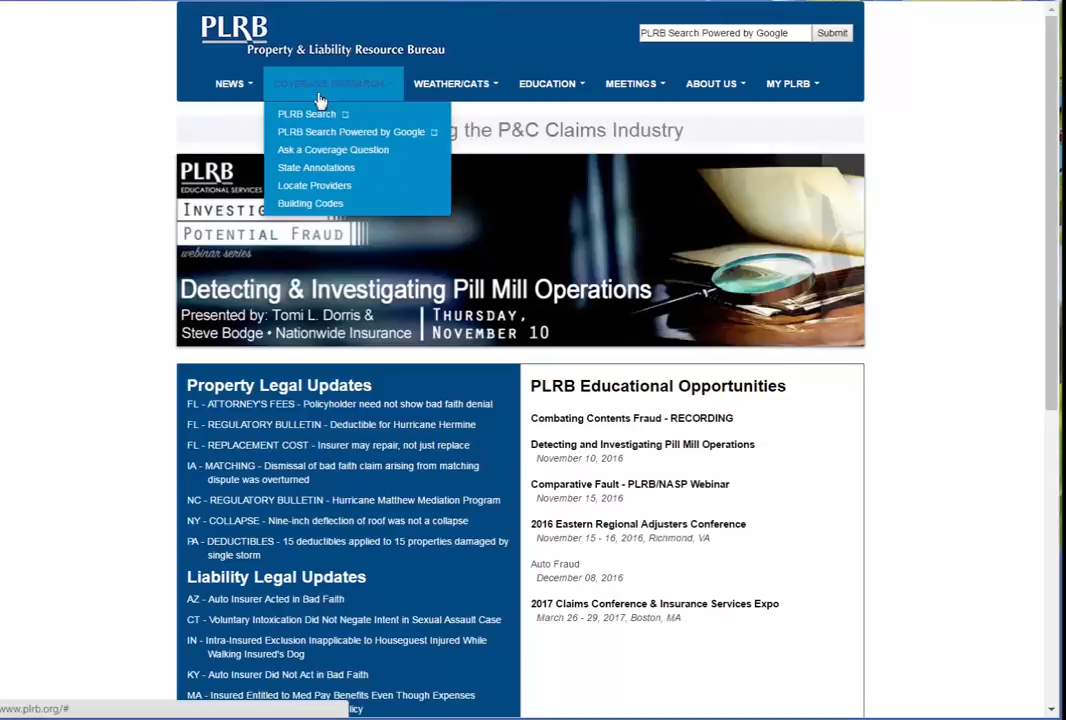 PLRB
Property & Liability Resource Bureau
PLRB Search Powered by Google
Submit
NEWS
COVERAGE RESEARCH
WEATHER/CATS
EDUCATION
MEETINGS
ABOUT US
MY PLRB
PLRB Search
PLRB Search Powered by Google
Ask a Coverage Question
State Annotations
Locate Providers
Building Codes
g the P&C Claims Industry
PLRB
EDUCATIONAL SERVICES
INVESTIG
POTENTIAL FRAUD
webinar series
Detecting & Investigating Pill Mill Operations
Presented by: Tomi L. Dorris &
Steve Bodge • Nationwide Insurance
THURSDAY,
NOVEMBER 10
Property Legal Updates
FL - ATTORNEY'S FEES - Policyholder need not show bad faith denial
FL - REGULATORY BULLETIN - Deductible for Hurricane Hermine
FL - REPLACEMENT COST - Insurer may repair, not just replace
IA - MATCHING - Dismissal of bad faith claim arising from matching
dispute was overturned
NC - REGULATORY BULLETIN - Hurricane Matthew Mediation Program
NY - COLLAPSE - Nine-inch deflection of roof was not a collapse
PA - DEDUCTIBLES - 15 deductibles applied to 15 properties damaged by
single storm
Liability Legal Updates
AZ - Auto Insurer Acted in Bad Faith
CT - Voluntary Intoxication Did Not Negate Intent in Sexual Assault Case
IN - Intra-Insured Exclusion Inapplicable to Houseguest Injured While
Walking Insured's Dog
KY - Auto Insurer Did Not Act in Bad Faith
MA - Insured Entitled to Med Pay Benefits Even Though Expenses
licy
PLRB Educational Opportunities
Combating Contents Fraud - RECORDING
Detecting and Investigating Pill Mill Operations
November 10, 2016
Comparative Fault - PLRB/NASP Webinar
November 15, 2016
2016 Eastern Regional Adjusters Conference
November 15 - 16, 2016, Richmond, VA
Auto Fraud
December 08, 2016
2017 Claims Conference & Insurance Services Expo
March 26 - 29, 2017, Boston, MA
www.plrb.org/#